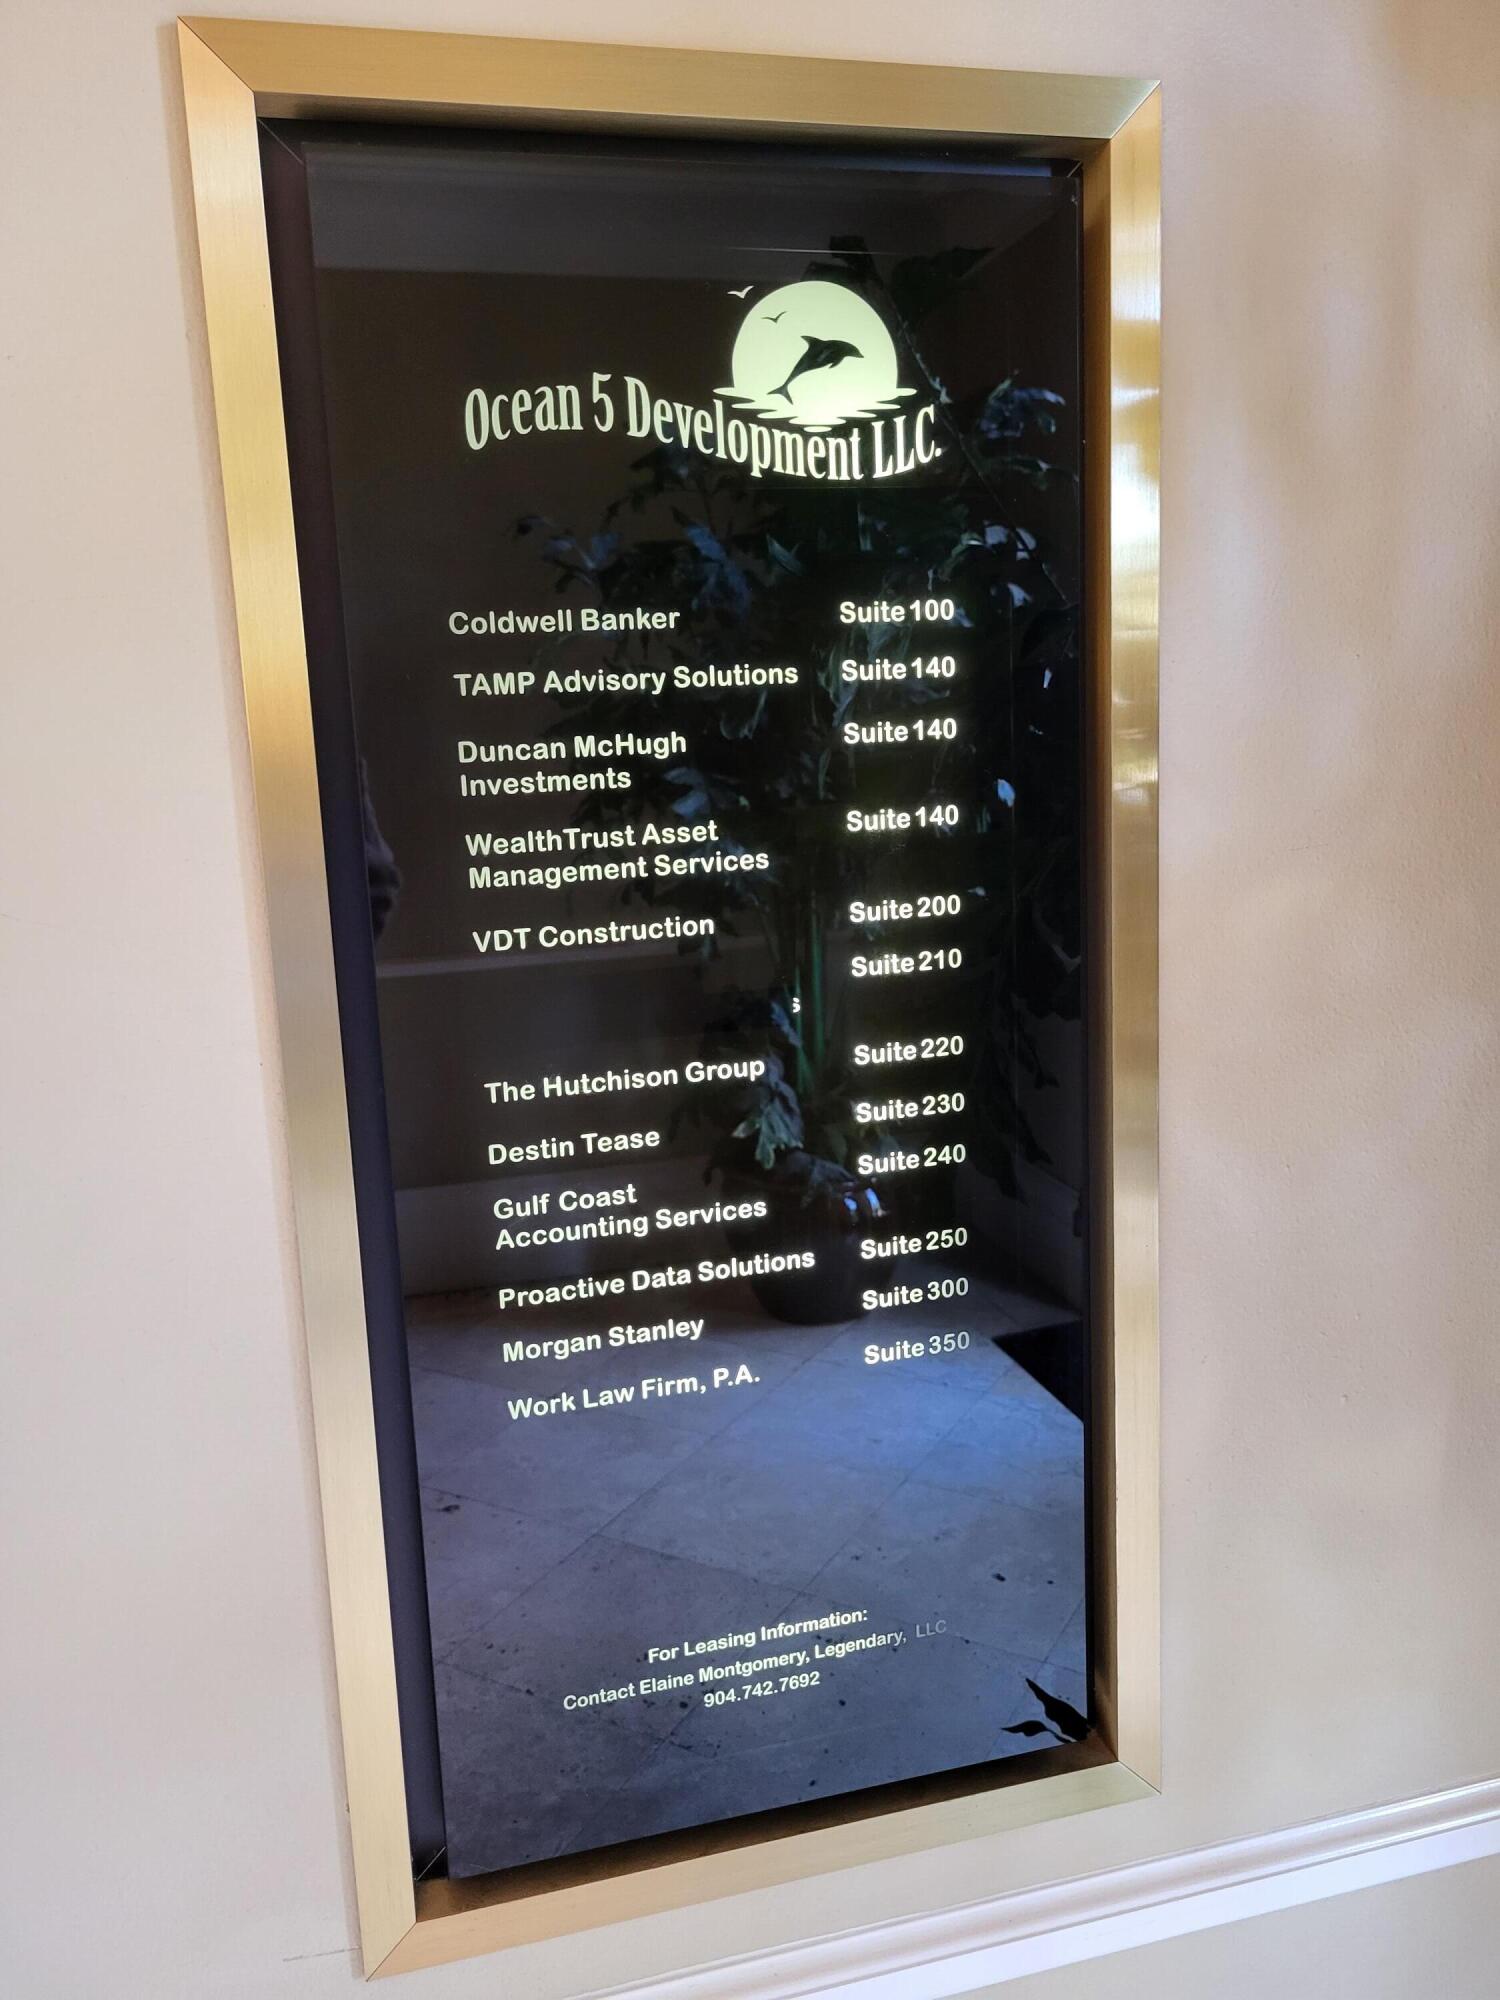 Ocean 5 Development LLC.
Coldwell Banker Suite 100
TAMP Advisory Solutions Suite 140
Duncan McHugh Suite 140
Investments
WealthTrust Asset Suite 140
Management Services
VDT Construction Suite 200
Suite 210
s
The Hutchison Group Suite 220
Destin Tease Suite 230
Gulf Coast Suite 240
Accounting Services
Proactive Data Solutions Suite 250
Morgan Stanley Suite 300
Work Law Firm, P.A. Suite 350
For Leasing Information:
Contact Elaine Montgomery, Legendary, LLC
904.742.7692